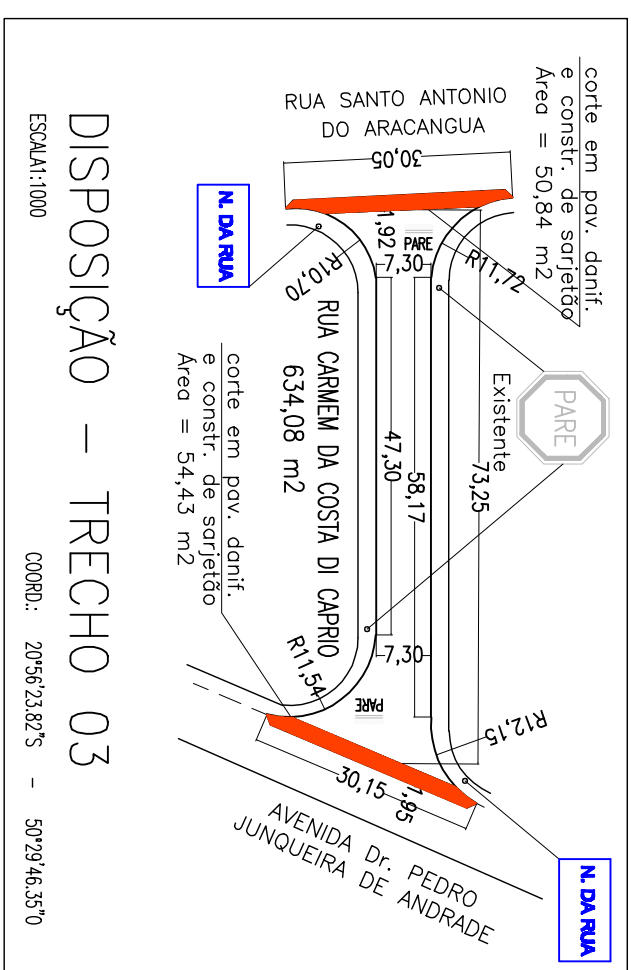 corte em pav. danif.
e constr. de sarjetão
Área = 50,84 m2
RUA SANTO ANTONIO
DO ARACANGUA
30,05
1,92
PARE
7,30
R11,72
R10,70
N. DA RUA
PARE
Existente
73,25
58,17
47,30
RUA CARMEM DA COSTA DI CAPRIO
634,08 m2
corte em pav. danif.
e constr. de sarjetão
Área = 54,43 m2
7,30
R11,54
PARE
R12,15
30,15
1,95
AVENIDA Dr. PEDRO
JUNQUEIRA DE ANDRADE
N. DA RUA
DISPOSIÇÃO - TRECHO 03
ESCALA1:1000
COORD.: 20°56'23.82"S - 50°29'46.35"O